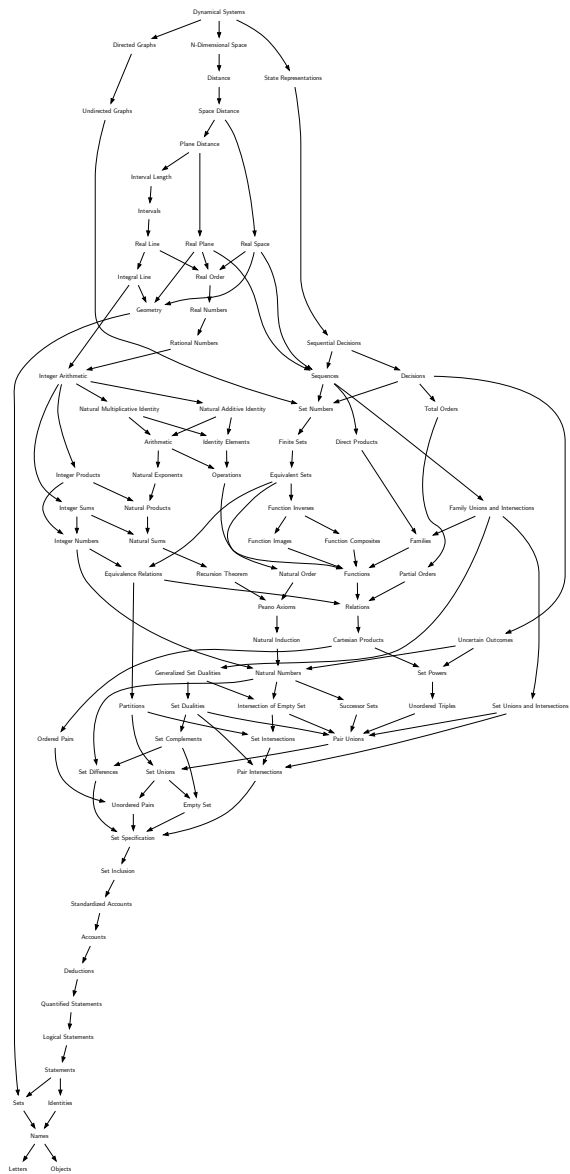 Dynamical Systems
Directed Graphs
N-Dimensional Space
Distance
State Representations
Undirected Graphs
Space Distance
Plane Distance
Interval Length
Intervals
Real Line
Real Plane
Real Space
Integral Line
Real Order
Geometry
Real Numbers
Rational Numbers
Sequential Decisions
Integer Arithmetic
Sequences
Decisions
Natural Multiplicative Identity
Natural Additive Identity
Set Numbers
Total Orders
Arithmetic
Identity Elements
Finite Sets
Direct Products
Integer Products
Natural Exponents
Operations
Equivalent Sets
Integer Sums
Natural Products
Function Inverses
Family Unions and Intersections
Integer Numbers
Natural Sums
Function Images
Function Composites
Families
Equivalence Relations
Recursion Theorem
Natural Order
Functions
Partial Orders
Peano Axioms
Relations
Natural Induction
Cartesian Products
Uncertain Outcomes
Generalized Set Dualities
Natural Numbers
Set Powers
Partitions
Set Dualities
Intersection of Empty Set
Successor Sets
Unordered Triples
Set Unions and Intersections
Ordered Pairs
Set Complements
Set Intersections
Pair Unions
Set Differences
Set Unions
Pair Intersections
Unordered Pairs
Empty Set
Set Specification
Set Inclusion
Standardized Accounts
Accounts
Deductions
Quantified Statements
Logical Statements
Statements
Sets
Identities
Names
Letters
Objects